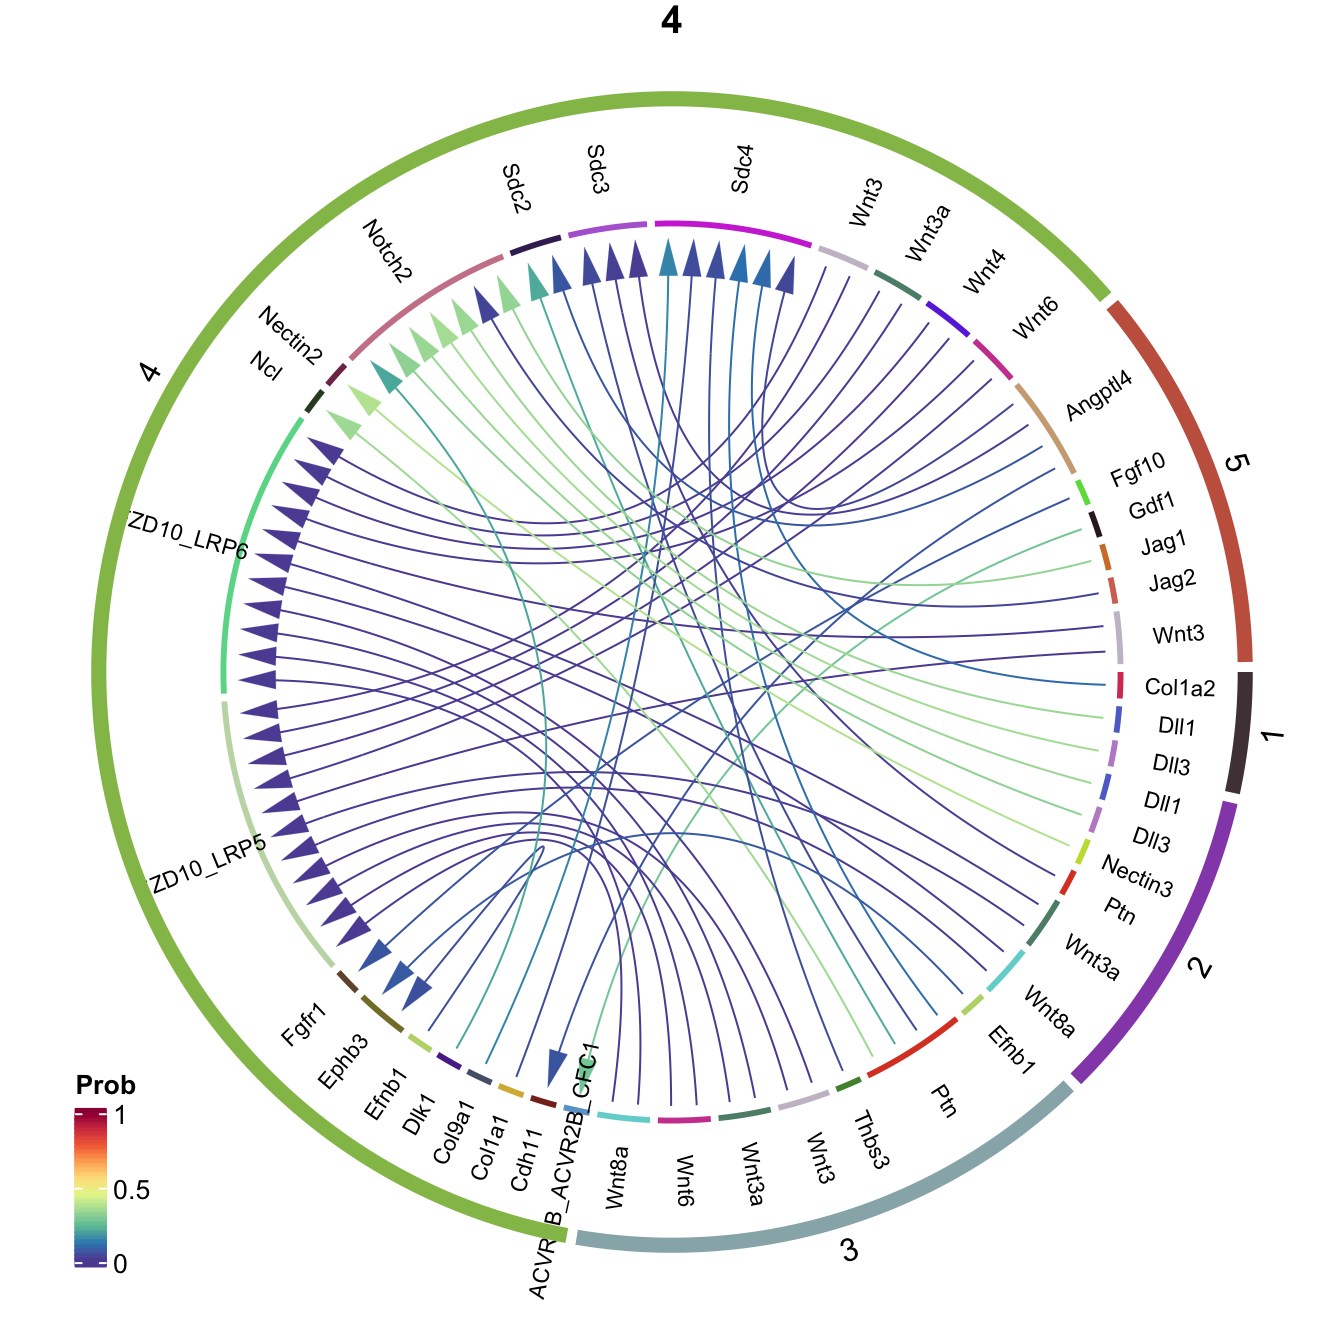 4
Sdc4
Wnt3
Wnt3a
Wnt4
Wnt6
Angptl4
Fgf10
Gdf1
Jag1
Jag2
Wnt3
5
Col1a2
Dll1
Dll3
1
Dll1
Dll3
Nectin3
Ptn
Wnt3a
Wnt8a
Efnb1
2
Ptn
Thbs3
Wnt3
Wnt3a
Wnt6
Wnt8a
3
ACVR1B_ACVR2B_CFC1
Cdh11
Col1a1
Col9a1
Dlk1
Efnb1
Ephb3
Fgfr1
ZD10_LRP5
ZD10_LRP6
Ncl
Nectin2
Notch2
Sdc2
Sdc3
4
Prob
1
0.5
0